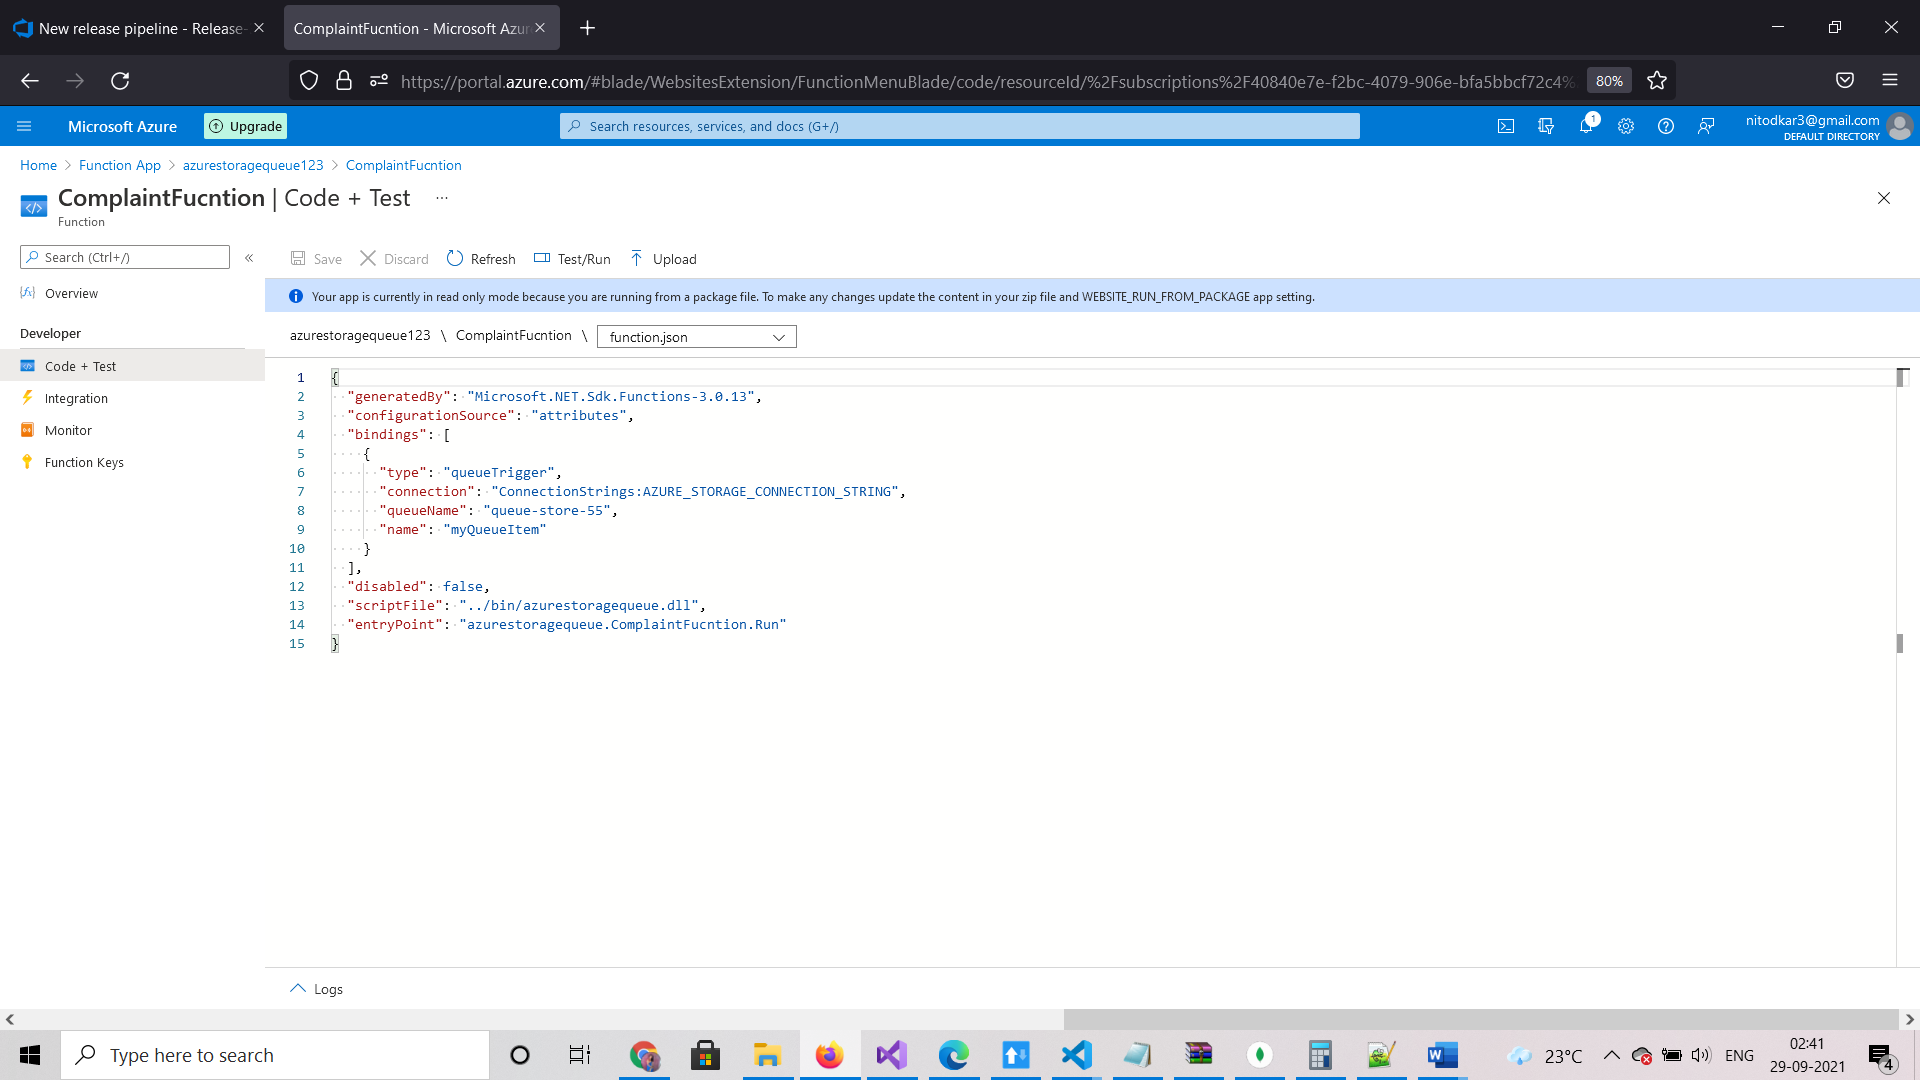 New release pipeline - Release-
ComplaintFucntion - Microsoft Azur
https://portal.azure.com/#blade/WebsitesExtension/FunctionMenuBlade/code/resourceId/%2Fsubscriptions%2F40840e7e-f2bc-4079-906e-bfa5bbcf72c4%
80%
Microsoft Azure
Upgrade
Search resources, services, and docs (G+/)
1
nitodkar3@gmail.com
DEFAULT DIRECTORY
Home > Function App > azurestoragequeue123 > ComplaintFucntion
ComplaintFucntion | Code + Test ...
Function
Search (Ctrl+/)
«
Save
Discard
Refresh
Test/Run
Upload
Overview
Developer
Code + Test
Integration
Monitor
Function Keys
Your app is currently in read only mode because you are running from a package file. To make any changes update the content in your zip file and WEBSITE_RUN_FROM_PACKAGE app setting.
azurestoragequeue123 \ ComplaintFucntion \ function.json
1 {
2 "generatedBy": "Microsoft.NET.Sdk.Functions-3.0.13",
3 "configurationSource": "attributes",
4 "bindings": [
5 {
6 "type": "queueTrigger",
7 "connection": "ConnectionStrings:AZURE_STORAGE_CONNECTION_STRING",
8 "queueName": "queue-store-55",
9 "name": "myQueueItem"
10 }
11 ],
12 "disabled": false,
13 "scriptFile": "../bin/azurestoragequeue.dll",
14 "entryPoint": "azurestoragequeue.ComplaintFucntion.Run"
15 }
Logs
Type here to search
23°C
ENG
02:41
29-09-2021
4